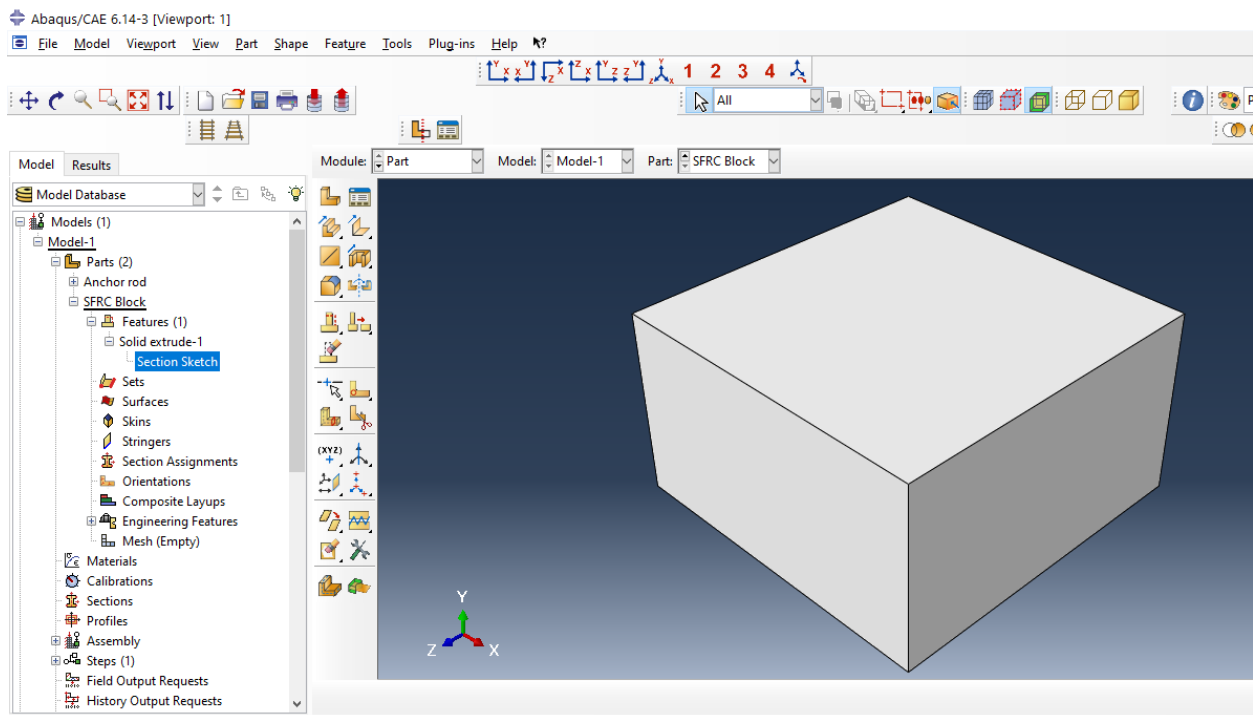 Abaqus/CAE 6.14-3 [Viewport: 1]
File Model Viewport View Part Shape Feature Tools Plug-ins Help
1 2 3 4
All
Model Results
Module: Part Model: Model-1 Part: SFRC Block
Model Database
Models (1)
Model-1
Parts (2)
Anchor rod
SFRC Block
Features (1)
Solid extrude-1
Section Sketch
Sets
Surfaces
Skins
Stringers
Section Assignments
Orientations
Composite Layups
Engineering Features
Mesh (Empty)
Materials
Calibrations
Sections
Profiles
Assembly
Steps (1)
Field Output Requests
History Output Requests
(XYZ)
Y
Z X